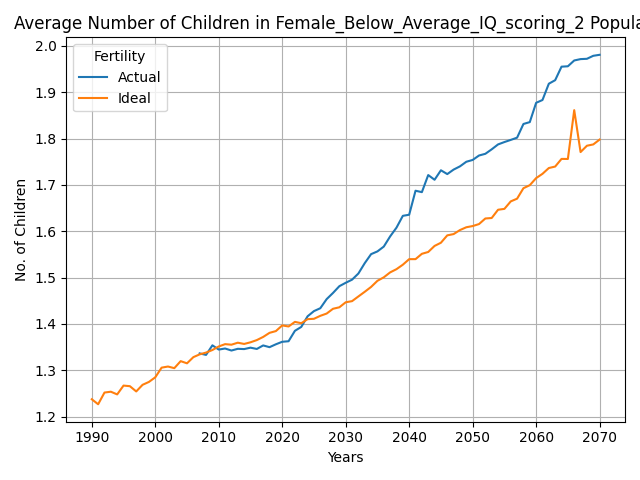 Average Number of Children in Female_Below_Average_IQ_scoring_2 Popula
Fertility
Actual
Ideal
No. of Children
2.0
1.9
1.8
1.7
1.6
1.5
1.4
1.3
1.2
1990 2000 2010 2020 2030 2040 2050 2060 2070
Years